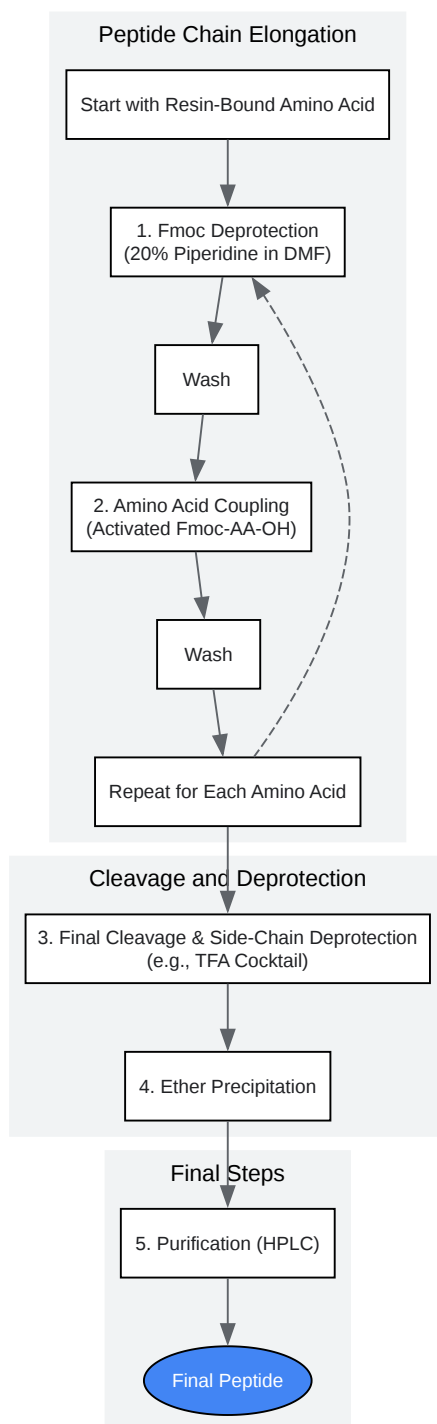 Peptide Chain Elongation
Start with Resin-Bound Amino Acid
1. Fmoc Deprotection
(20% Piperidine in DMF)
Wash
2. Amino Acid Coupling
(Activated Fmoc-AA-OH)
Wash
Repeat for Each Amino Acid
Cleavage and Deprotection
3. Final Cleavage & Side-Chain Deprotection
(e.g., TFA Cocktail)
4. Ether Precipitation
Final Steps
5. Purification (HPLC)
Final Peptide